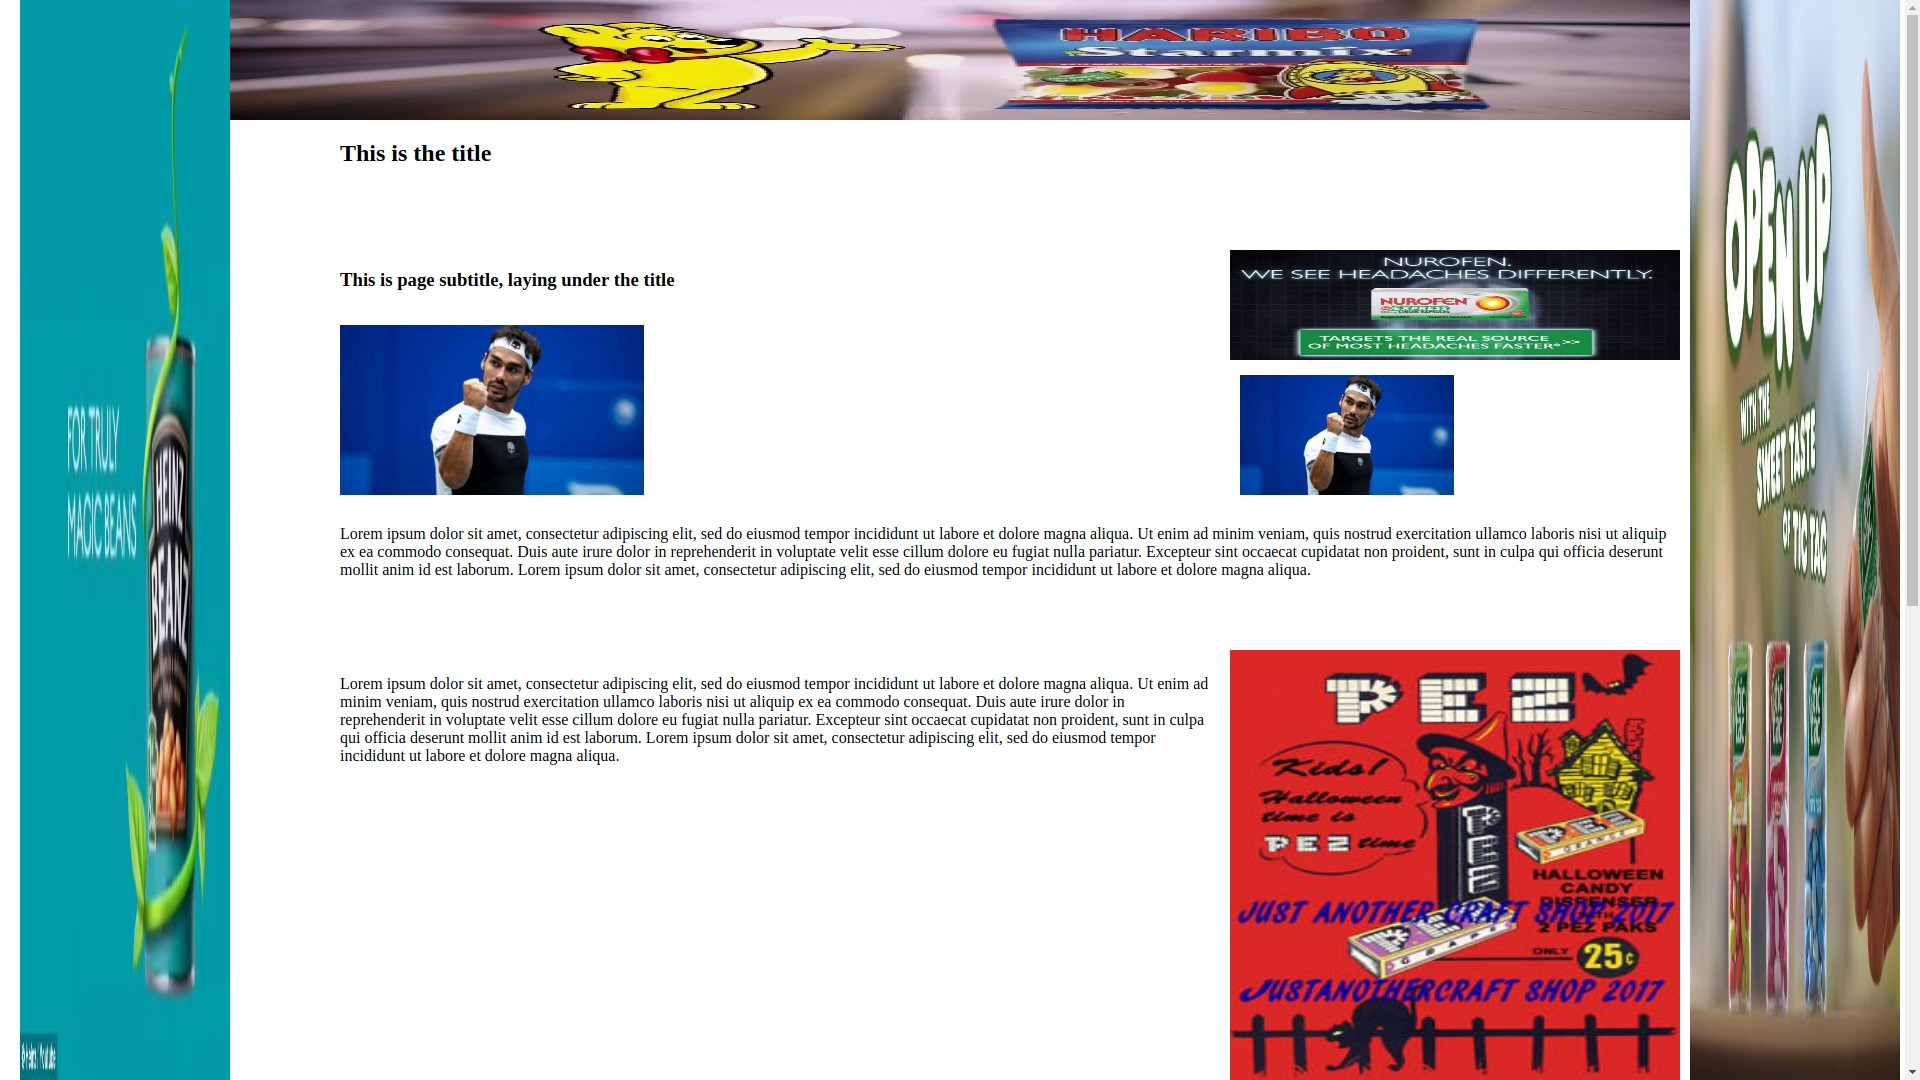 HARIBO
Starmix
This is the title
This is page subtitle, laying under the title
NUROFEN.
WE SEE HEADACHES DIFFERENTLY.
NUROFEN
EXPRESS
TARGETS THE REAL SOURCE
OF MOST HEADACHES FASTER* >>
FOR TRULY
MAGIC BEANS
HEINZ
BEANZ
OPEN UP
WITH THE
SWEET TASTE
OF TIC TAC
tic tac
tic tac
tic tac
Lorem ipsum dolor sit amet, consectetur adipiscing elit, sed do eiusmod tempor incididunt ut labore et dolore magna aliqua. Ut enim ad minim veniam, quis nostrud exercitation ullamco laboris nisi ut aliquip
ex ea commodo consequat. Duis aute irure dolor in reprehenderit in voluptate velit esse cillum dolore eu fugiat nulla pariatur. Excepteur sint occaecat cupidatat non proident, sunt in culpa qui officia deserunt
mollit anim id est laborum. Lorem ipsum dolor sit amet, consectetur adipiscing elit, sed do eiusmod tempor incididunt ut labore et dolore magna aliqua.
Lorem ipsum dolor sit amet, consectetur adipiscing elit, sed do eiusmod tempor incididunt ut labore et dolore magna aliqua. Ut enim ad
minim veniam, quis nostrud exercitation ullamco laboris nisi ut aliquip ex ea commodo consequat. Duis aute irure dolor in
reprehenderit in voluptate velit esse cillum dolore eu fugiat nulla pariatur. Excepteur sint occaecat cupidatat non proident, sunt in culpa
qui officia deserunt mollit anim id est laborum. Lorem ipsum dolor sit amet, consectetur adipiscing elit, sed do eiusmod tempor
incididunt ut labore et dolore magna aliqua.
PEZ
Kids!
Halloween
time is
PEZ time
PEZ
PEZ
ORANGE
HALLOWEEN
CANDY
DISPENSER
WITH
2 PEZ PAKS
ONLY 25¢
PEZ
GRAPE
JUST ANOTHER CRAFT SHOP 2017
JUSTANOTHERCRAFT SHOP 2017